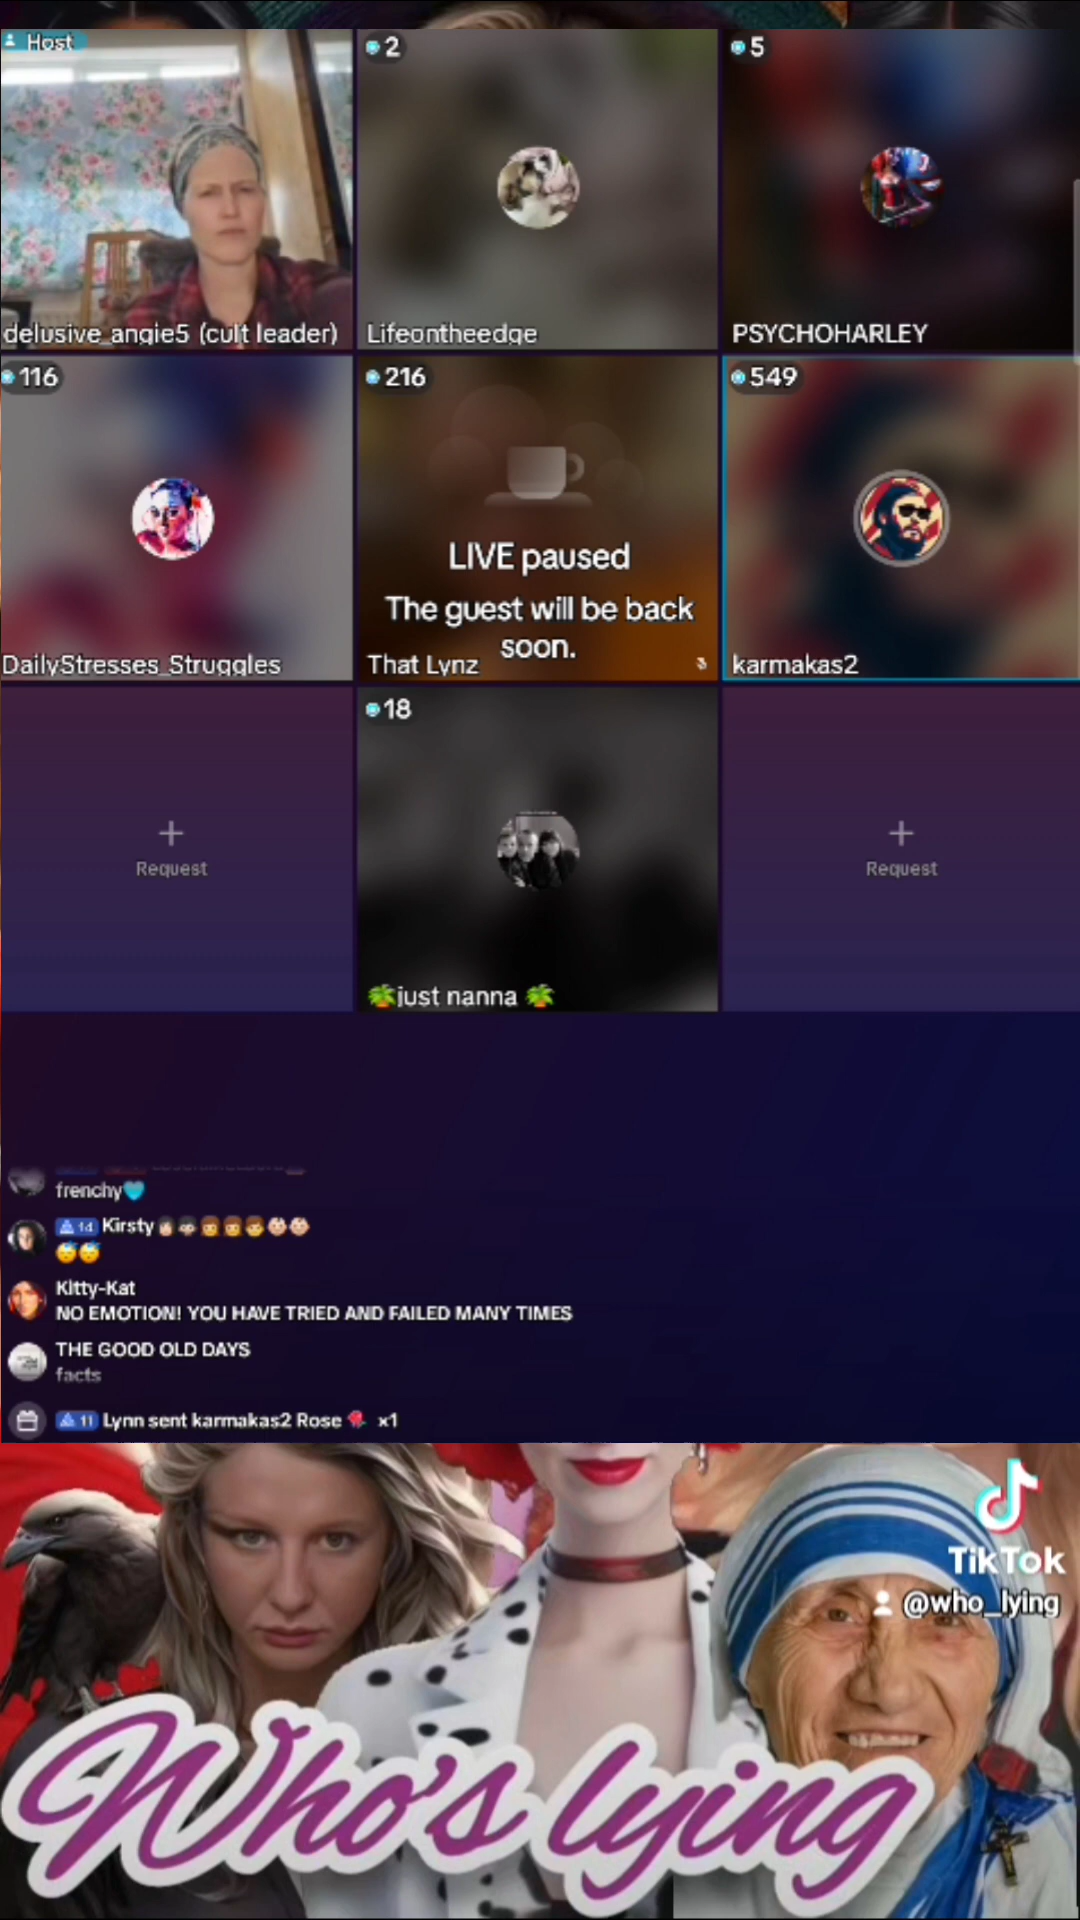 Host
2
5
delusive_angie5 (cult leader)
Lifeontheedge
PSYCHOHARLEY
116
216
549
LIVE paused
The guest will be back
soon.
DailyStresses_Struggles
That Lynz
karmakas2
18
+
Request
+
Request
🌴just nanna 🌴
frenchy🩵
14 Kirsty
😴😴
Kitty-Kat
NO EMOTION! YOU HAVE TRIED AND FAILED MANY TIMES
THE GOOD OLD DAYS
facts
11 Lynn sent karmakas2 Rose 🌹 x1
TikTok
@who_lying
Who's lying